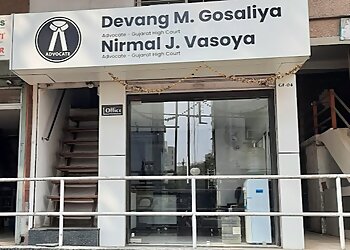 Devang M. Gosaliya
Advocate - Gujarat High Court
Nirmal J. Vasoya
Advocate - Gujarat High Court
ADVOCATE
Office
GF-04